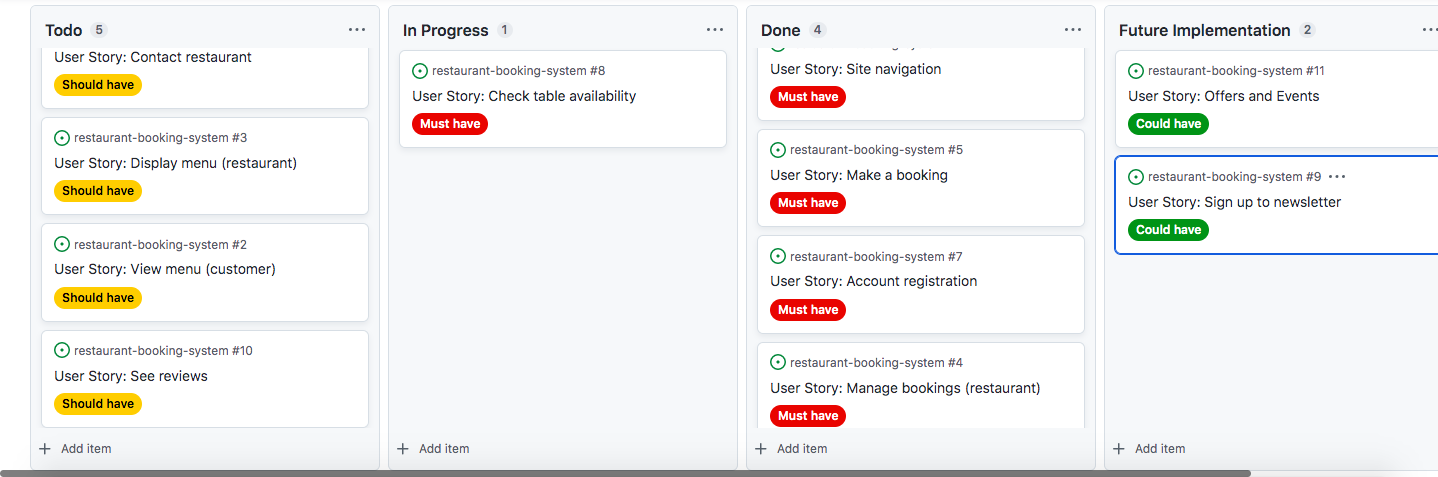 Todo 5
User Story: Contact restaurant
Should have
restaurant-booking-system #3
User Story: Display menu (restaurant)
Should have
restaurant-booking-system #2
User Story: View menu (customer)
Should have
restaurant-booking-system #10
User Story: See reviews
Should have
Add item
In Progress 1
restaurant-booking-system #8
User Story: Check table availability
Must have
Add item
Done 4
User Story: Site navigation
Must have
restaurant-booking-system #5
User Story: Make a booking
Must have
restaurant-booking-system #7
User Story: Account registration
Must have
restaurant-booking-system #4
User Story: Manage bookings (restaurant)
Must have
Add item
Future Implementation 2
restaurant-booking-system #11
User Story: Offers and Events
Could have
restaurant-booking-system #9
User Story: Sign up to newsletter
Could have
Add item